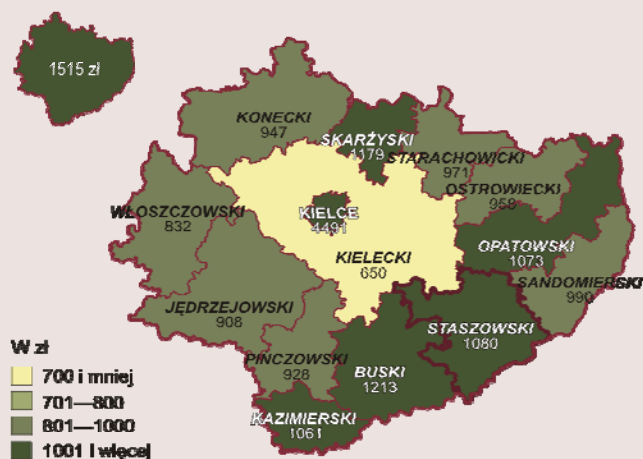 1515 zł
KONECKI
947
SKARŻYSKI
1179
STARACHOWICKI
971
OSTROWIECKI
958
WŁOSZCZOWSKI
832
KIELCE
4491
KIELECKI
650
OPATOWSKI
1073
SANDOMIERSKI
990
JĘDRZEJOWSKI
908
STASZOWSKI
1080
PIŃCZOWSKI
928
BUSKI
1213
KAZIMIERSKI
1061
W zł
700 i mniej
701—800
801—1000
1001 i więcej